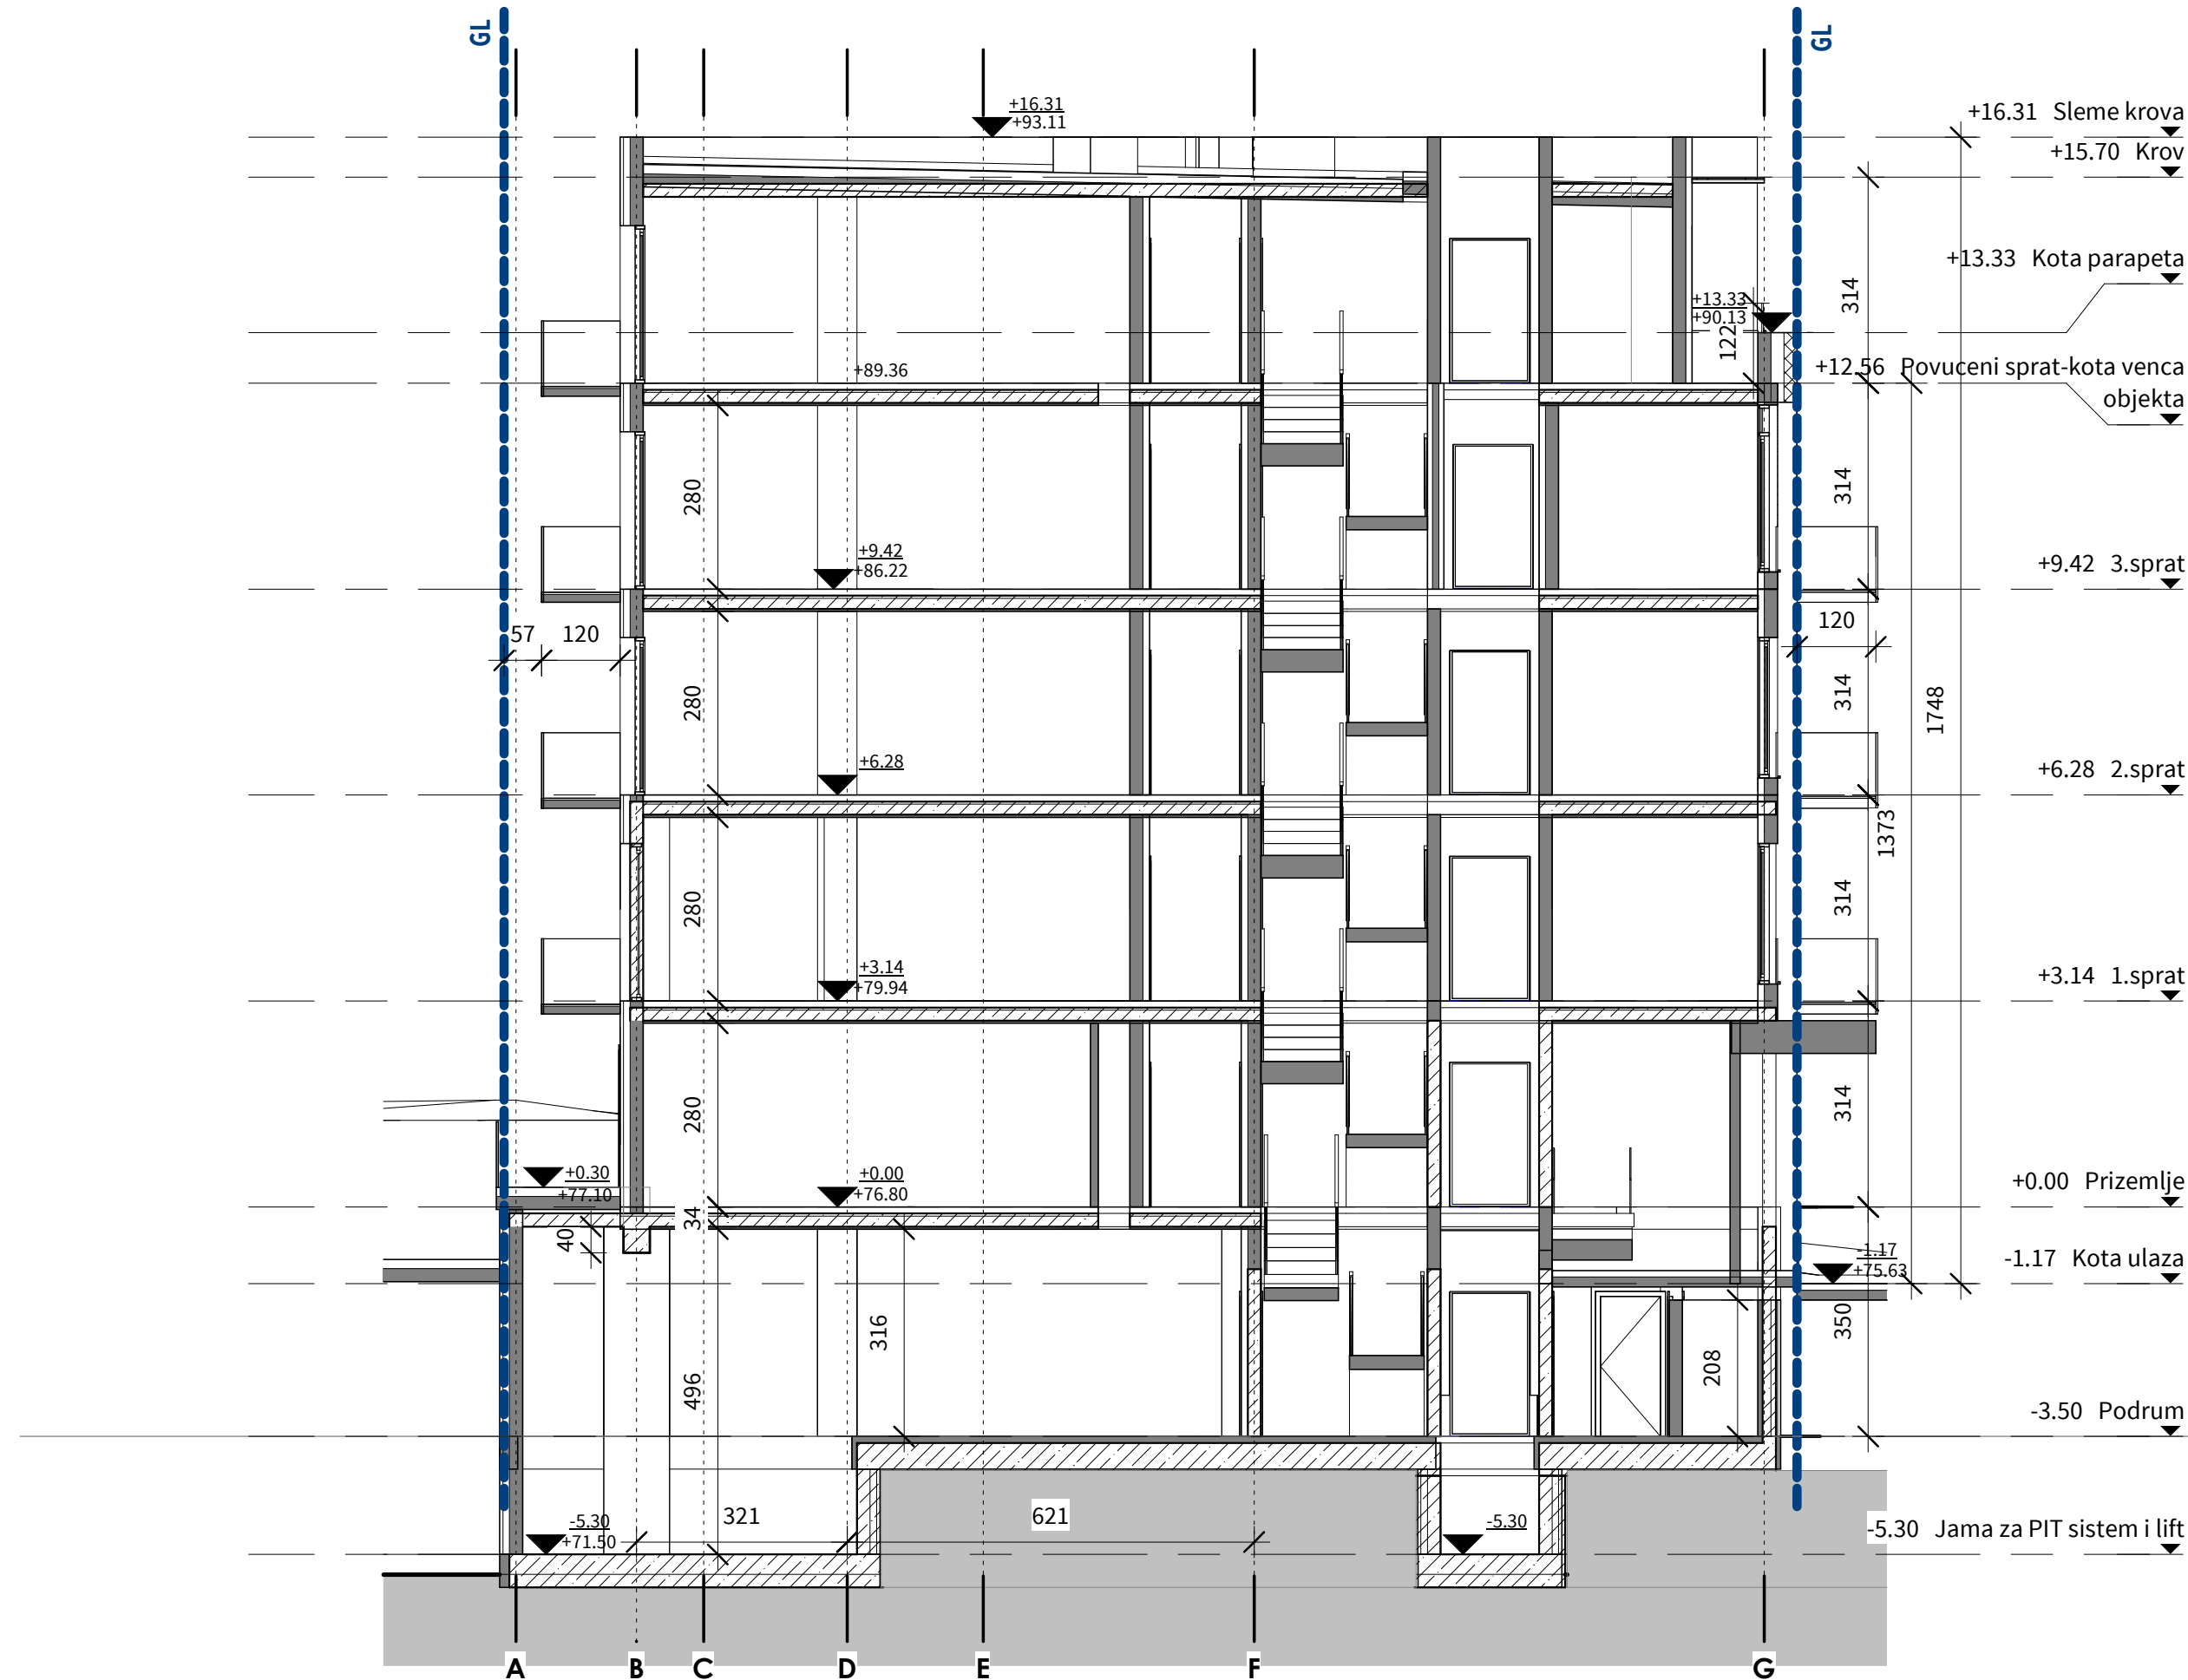 GL
GL
+16.31
+93.11
+16.31 Sleme krova
+15.70 Krov
+13.33 Kota parapeta
314
+13.33
+90.13
122
+89.36
+12.56 Povuceni sprat-kota venca
objekta
280
314
+9.42
+86.22
+9.42 3.sprat
57
120
120
280
314
1748
+6.28
+6.28 2.sprat
1373
280
314
+3.14
+79.94
+3.14 1.sprat
280
314
+0.30
+77.10
+0.00
+76.80
+0.00 Prizemlje
34
40
-1.17
+75.63
-1.17 Kota ulaza
316
350
208
496
-3.50 Podrum
321
621
-5.30
+71.50
-5.30
-5.30 Jama za PIT sistem i lift
A
B
C
D
E
F
G